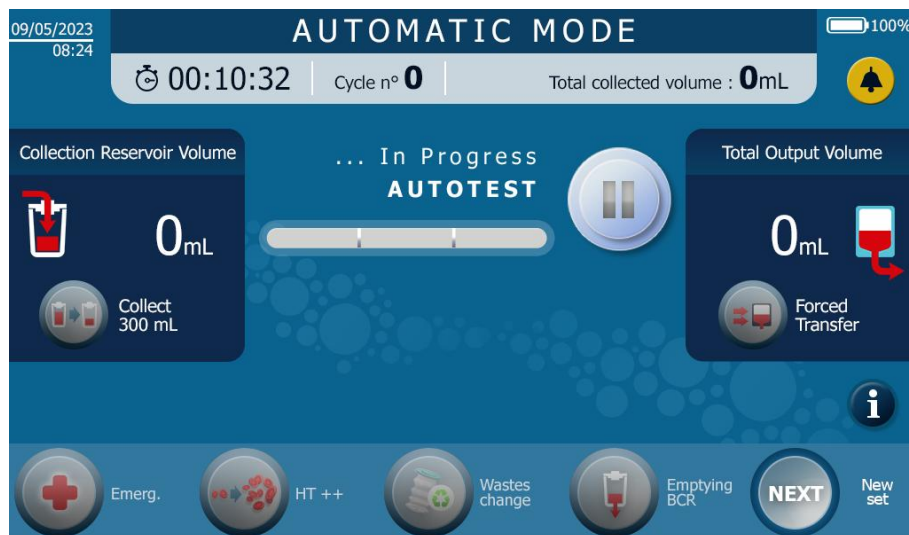 09/05/2023
08:24
AUTOMATIC MODE
100%
00:10:32
Cycle n° 0
Total collected volume : 0mL
Collection Reservoir Volume
0mL
Collect
300 mL
... In Progress
AUTOTEST
Total Output Volume
0mL
Forced
Transfer
i
Emerg.
HT ++
Wastes
change
Emptying
BCR
NEXT
New
set